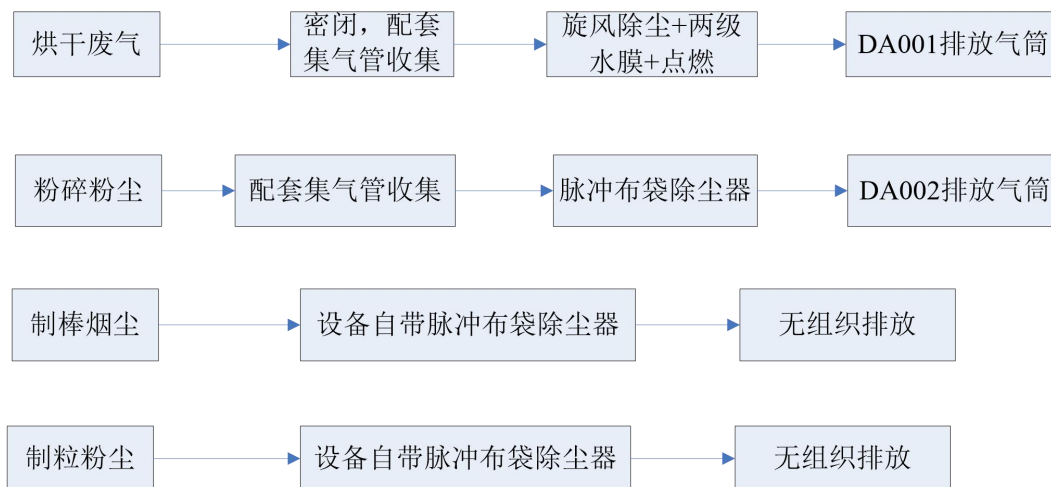 烘干废气
密闭，配套
集气管收集
旋风除尘+两级
水膜+点燃
DA001排放气筒
粉碎粉尘
配套集气管收集
脉冲布袋除尘器
DA002排放气筒
制棒烟尘
设备自带脉冲布袋除尘器
无组织排放
制粒粉尘
设备自带脉冲布袋除尘器
无组织排放